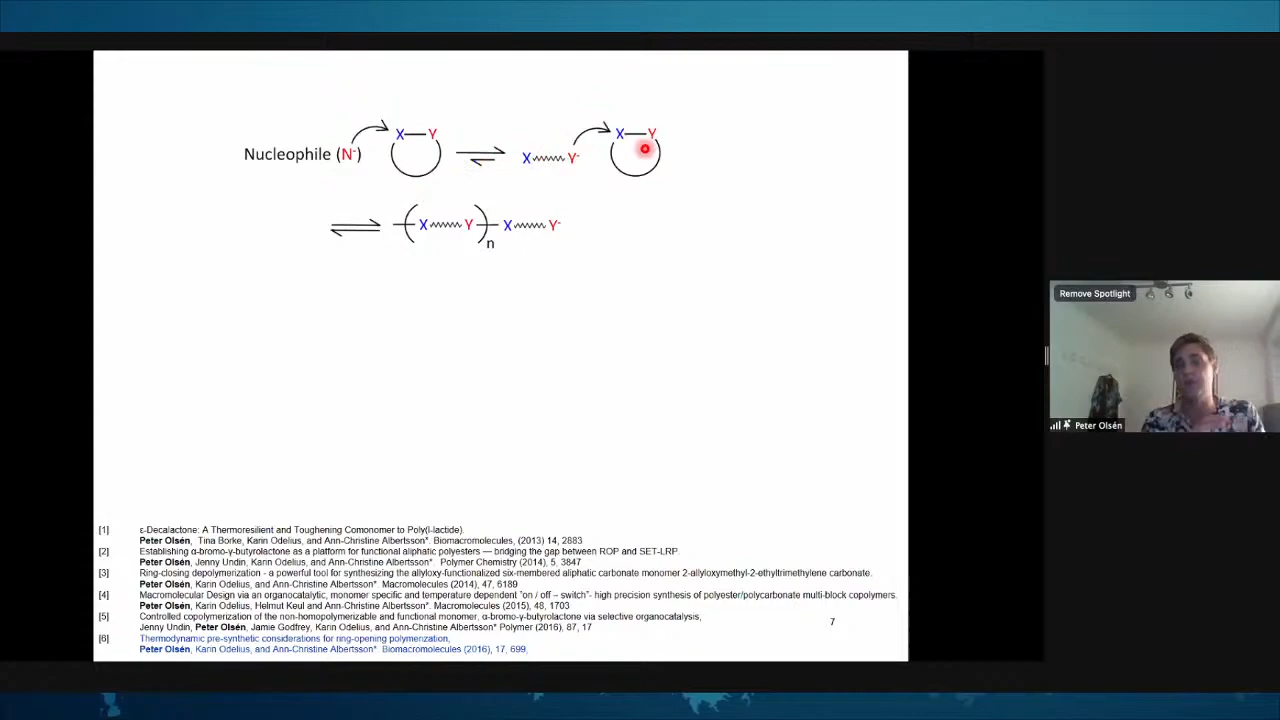 Nucleophile (N-) X Y X Y- X Y
( X Y ) n X Y-
Remove Spotlight
Peter Olsén
[1] ε-Decalactone: A Thermoresilient and Toughening Comonomer to Poly(l-lactide).
Peter Olsén, Tina Borke, Karin Odelius, and Ann-Christine Albertsson*. Biomacromolecules, (2013) 14, 2883
[2] Establishing α-bromo-γ-butyrolactone as a platform for functional aliphatic polyesters — bridging the gap between ROP and SET-LRP.
Peter Olsén, Jenny Undin, Karin Odelius, and Ann-Christine Albertsson*. Polymer Chemistry (2014), 5, 3847
[3] Ring-closing depolymerization - a powerful tool for synthesizing the allyloxy-functionalized six-membered aliphatic carbonate monomer 2-allyloxymethyl-2-ethyltrimethylene carbonate.
Peter Olsén, Karin Odelius, and Ann-Christine Albertsson*. Macromolecules (2014), 47, 6189
[4] Macromolecular Design via an organocatalytic, monomer specific and temperature dependent "on / off – switch"- high precision synthesis of polyester/polycarbonate multi-block copolymers.
Peter Olsén, Karin Odelius, Helmut Keul and Ann-Christine Albertsson*. Macromolecules (2015), 48, 1703
[5] Controlled copolymerization of the non-homopolymerizable and functional monomer, α-bromo-γ-butyrolactone via selective organocatalysis,
Jenny Undin, Peter Olsén, Jamie Godfrey, Karin Odelius, and Ann-Christine Albertsson* Polymer (2016), 87, 17
7
[6] Thermodynamic pre-synthetic considerations for ring-opening polymerization,
Peter Olsén, Karin Odelius, and Ann-Christine Albertsson*. Biomacromolecules (2016), 17, 699,